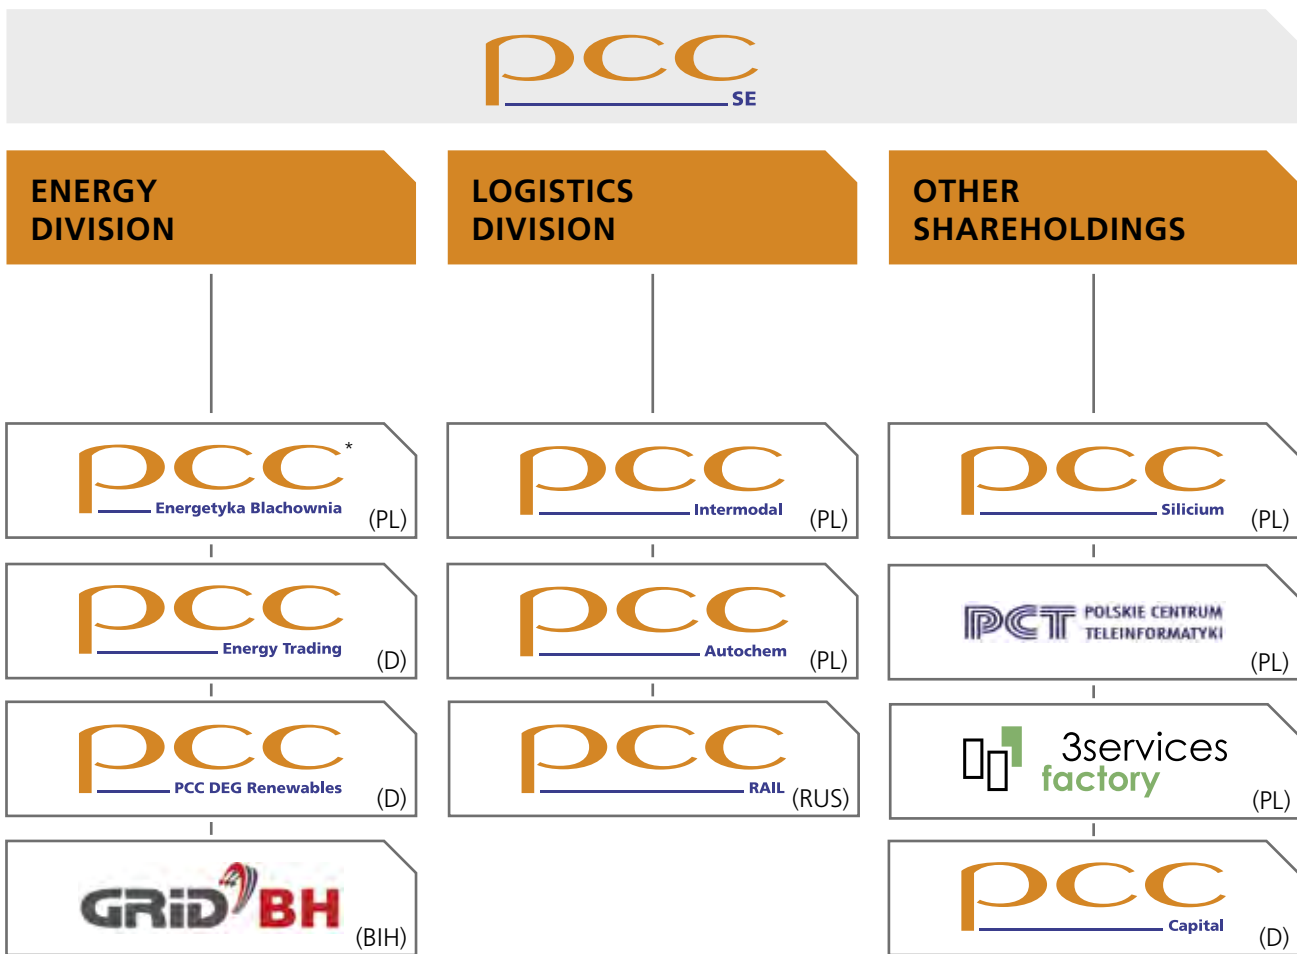 pcc
SE
ENERGY
DIVISION
pcc*
Energetyka Blachownia
(PL)
pcc
Energy Trading
(D)
pcc
PCC DEG Renewables
(D)
GRiD BH
(BIH)
LOGISTICS
DIVISION
pcc
Intermodal
(PL)
pcc
Autochem
(PL)
pcc
RAIL
(RUS)
OTHER
SHAREHOLDINGS
pcc
Silicium
(PL)
PCT POLSKIE CENTRUM
TELEINFORMATYKI
(PL)
3services
factory
(PL)
pcc
Capital
(D)